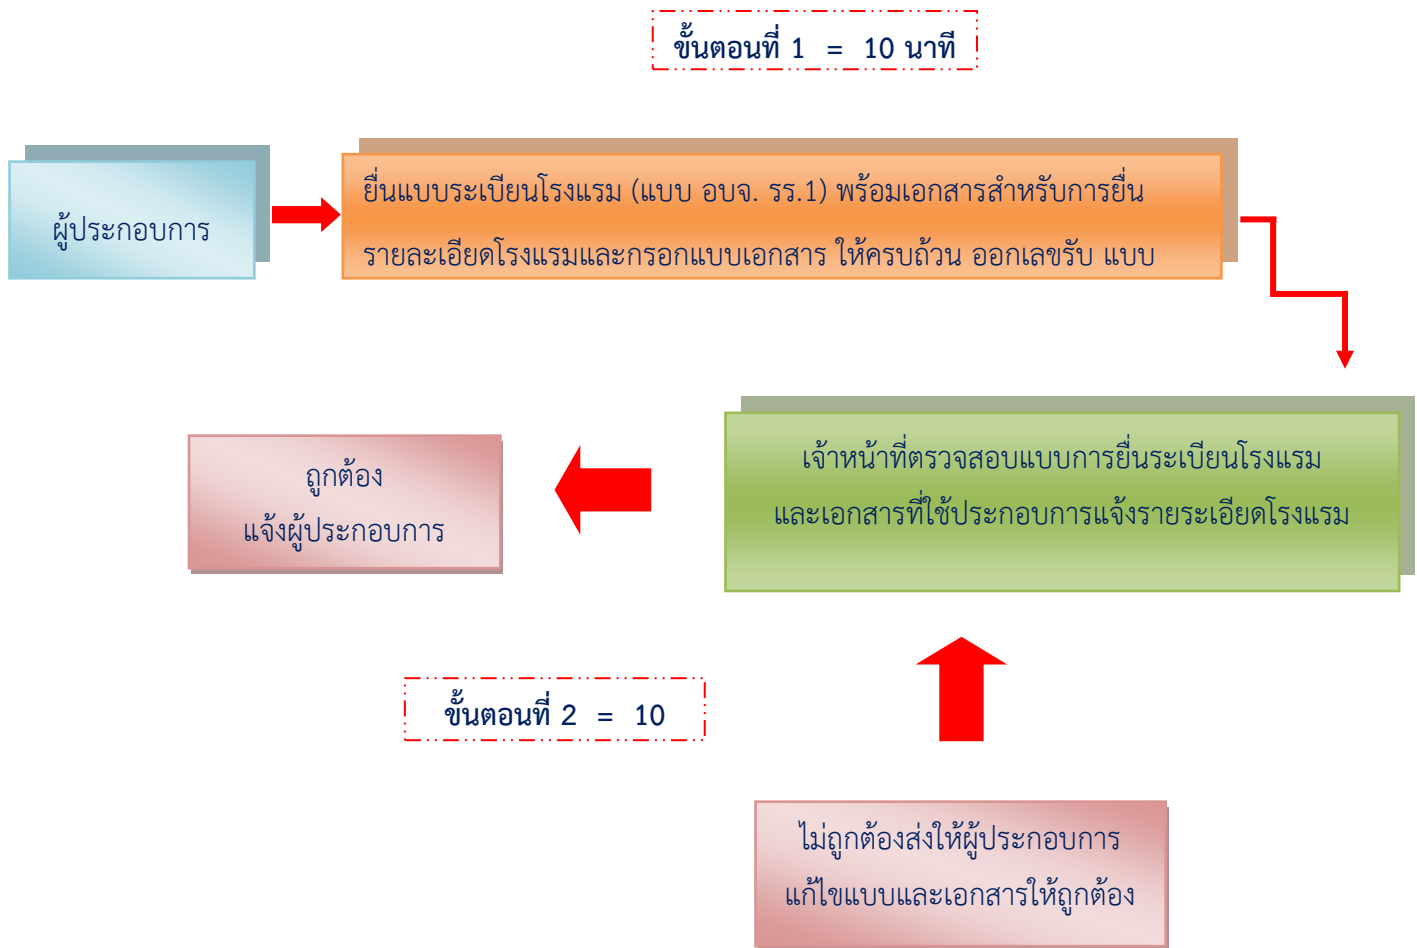 ขั้นตอนที่ 1 = 10 นาที
ผู้ประกอบการ
ยื่นแบบระเบียนโรงแรม (แบบ อบจ. รร.1) พร้อมเอกสารสำหรับการยื่น
รายละเอียดโรงแรมและกรอกแบบเอกสาร ให้ครบถ้วน ออกเลขรับ แบบ
เจ้าหน้าที่ตรวจสอบแบบการยื่นระเบียนโรงแรม
และเอกสารที่ใช้ประกอบการแจ้งรายระเอียดโรงแรม
ถูกต้อง
แจ้งผู้ประกอบการ
ขั้นตอนที่ 2 = 10
ไม่ถูกต้องส่งให้ผู้ประกอบการ
แก้ไขแบบและเอกสารให้ถูกต้อง